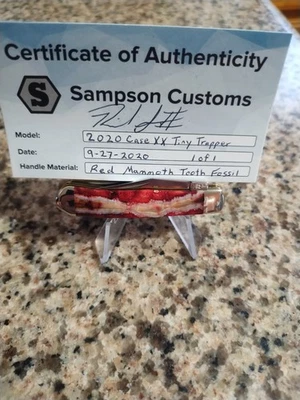 Certificate of Authenticity
S Sampson Customs
Model: 2020 Case XX Tiny Trapper
Date: 9-27-2020 1 of 1
Handle Material: Red Mammoth Tooth Fossil